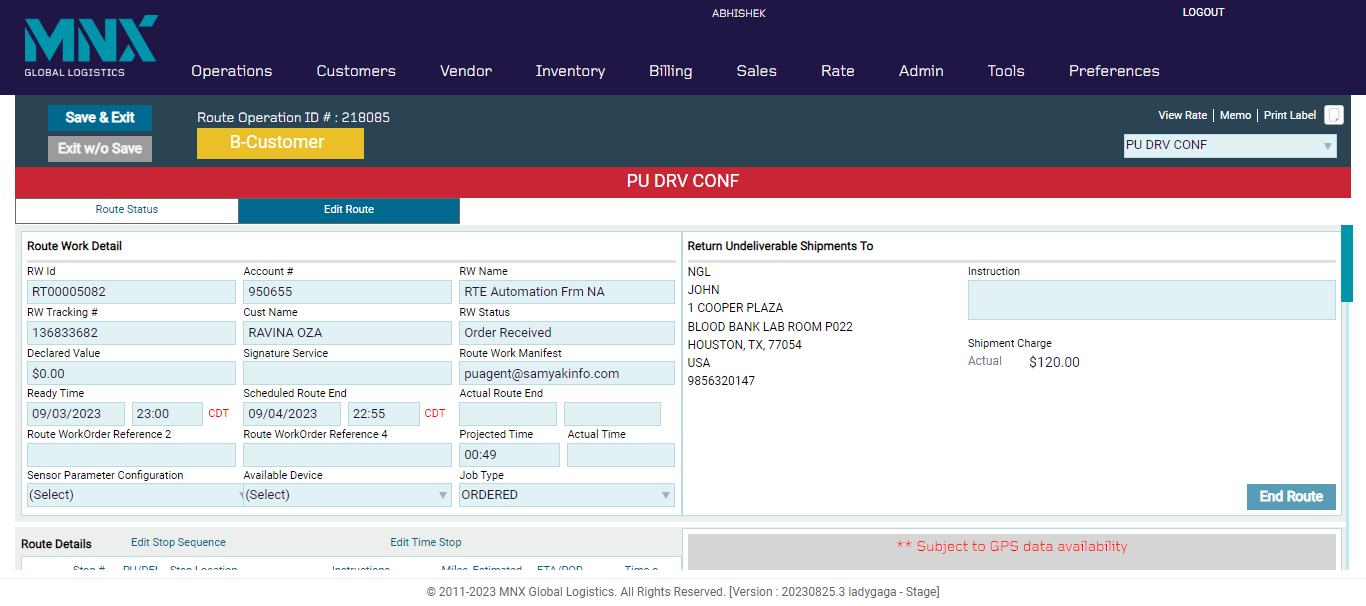 MNX
GLOBAL LOGISTICS
ABHISHEK
LOGOUT
Operations Customers Vendor Inventory Billing Sales Rate Admin Tools Preferences
Save & Exit
Exit w/o Save
Route Operation ID # : 218085
B-Customer
View Rate | Memo | Print Label
PU DRV CONF
PU DRV CONF
Route Status Edit Route
Route Work Detail
RW Id Account # RW Name
RT00005082 950655 RTE Automation Frm NA
RW Tracking # Cust Name RW Status
136833682 RAVINA OZA Order Received
Declared Value Signature Service Route Work Manifest
$0.00 puagent@samyakinfo.com
Ready Time Scheduled Route End Actual Route End
09/03/2023 23:00 CDT 09/04/2023 22:55 CDT
Route WorkOrder Reference 2 Route WorkOrder Reference 4 Projected Time Actual Time
00:49
Sensor Parameter Configuration Available Device Job Type
(Select) (Select) ORDERED
Return Undeliverable Shipments To
NGL
JOHN
1 COOPER PLAZA
BLOOD BANK LAB ROOM P022
HOUSTON, TX, 77054
USA
9856320147
Instruction
Shipment Charge
Actual $120.00
End Route
Route Details Edit Stop Sequence Edit Time Stop
Stop # PU/DEL Stop Location Instructions Miles Estimated ETA/POD
** Subject to GPS data availability
© 2011-2023 MNX Global Logistics. All Rights Reserved. [Version : 20230825.3 ladygaga - Stage]